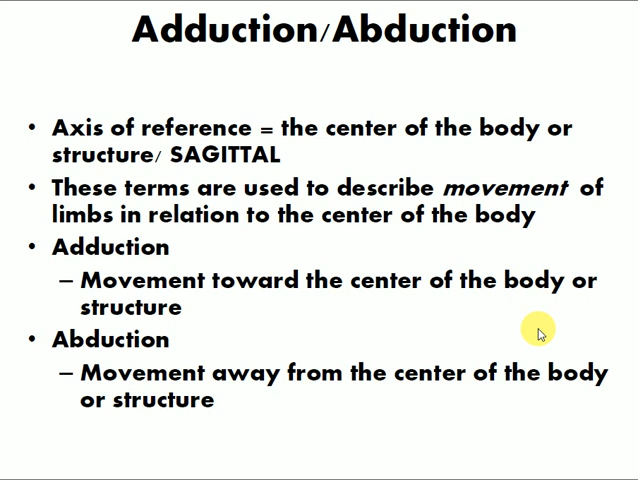 Adduction/Abduction
• Axis of reference = the center of the body or
structure/ SAGITTAL
• These terms are used to describe movement of
limbs in relation to the center of the body
• Adduction
– Movement toward the center of the body or
structure
• Abduction
– Movement away from the center of the body
or structure